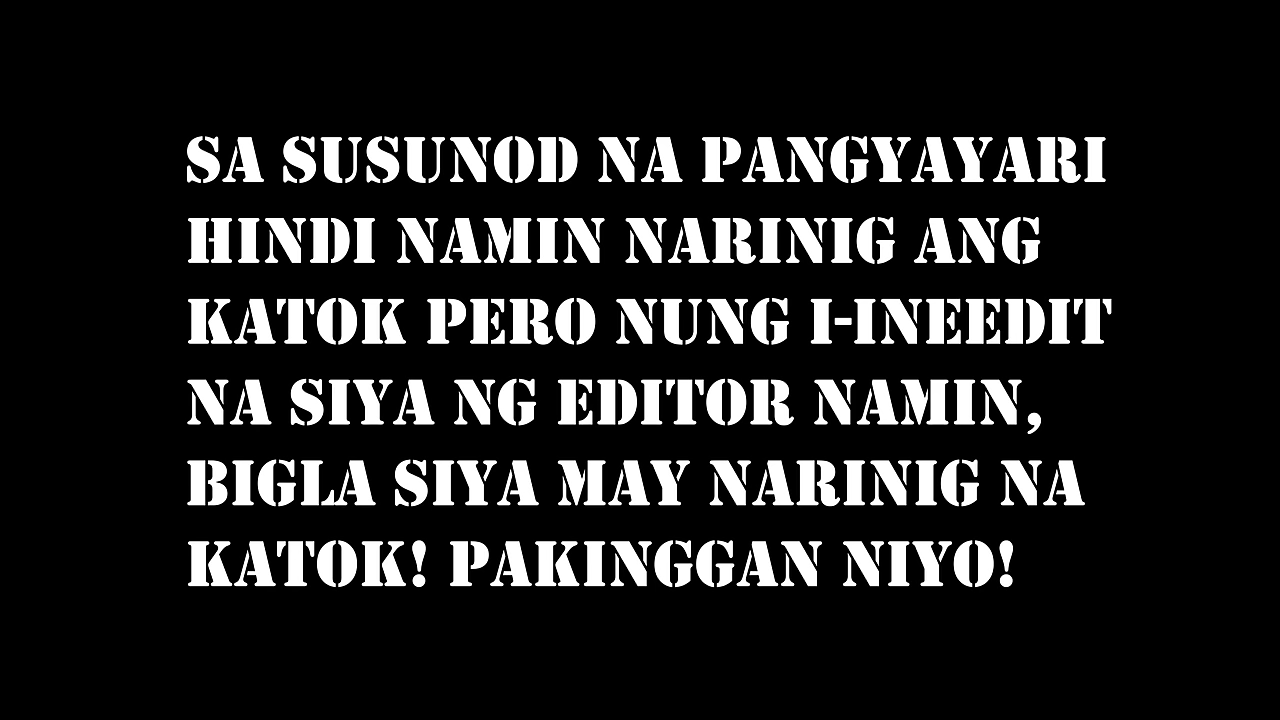 SA SUSUNOD NA PANGYAYARI
HINDI NAMIN NARINIG ANG
KATOK PERO NUNG I-INEEDIT
NA SIYA NG EDITOR NAMIN,
BIGLA SIYA MAY NARINIG NA
KATOK! PAKINGGAN NIYO!